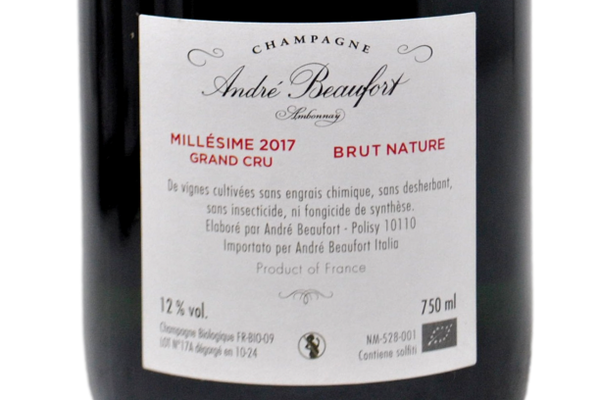 CHAMPAGNE
André Beaufort
Ambonnay
MILLÉSIME 2017
GRAND CRU
BRUT NATURE
De vignes cultivées sans engrais chimique, sans desherbant,
sans insecticide, ni fongicide de synthèse.
Elaboré par André Beaufort - Polisy 10110
Importato per André Beaufort Italia
Product of France
12 % vol.
750 ml
Champagne Biologique FR-BIO-09
LOT N°17A dégorgé en 10-24
NM-528-001
Contiene solfiti